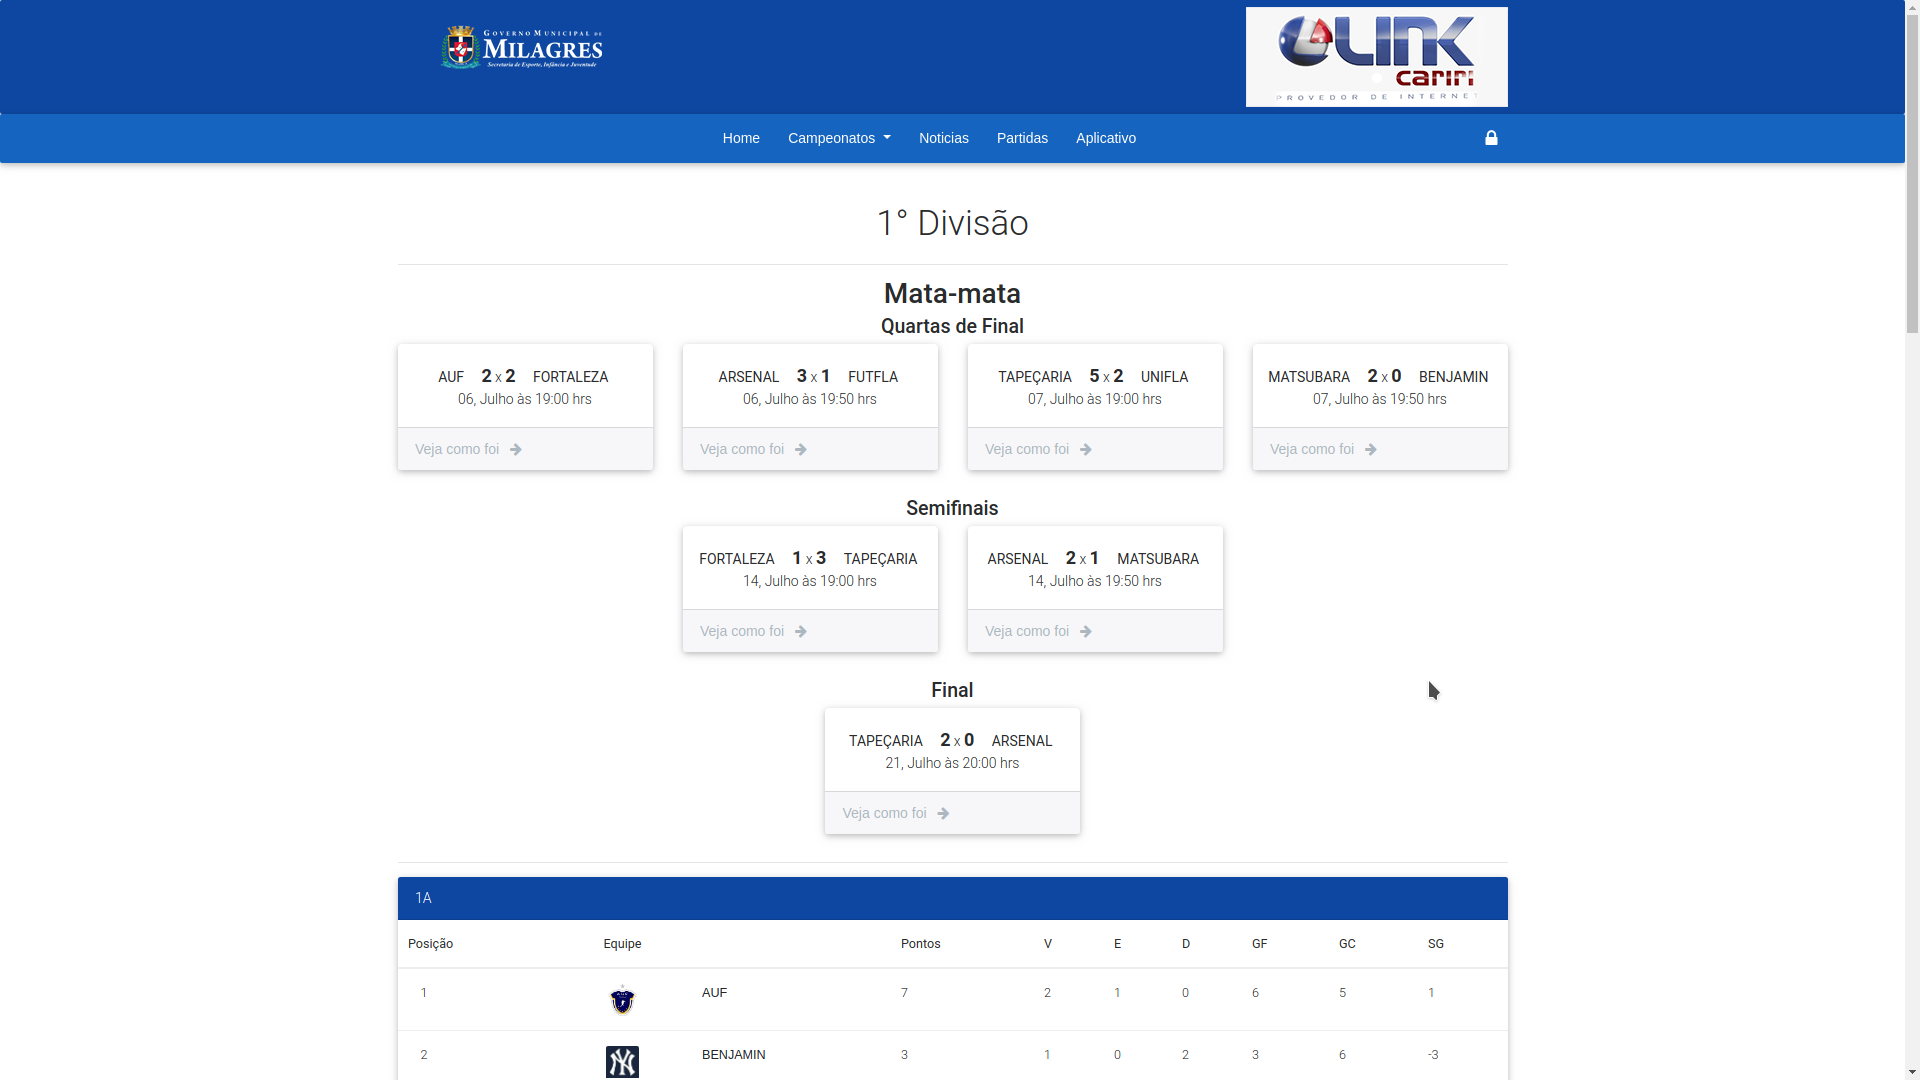 GOVERNO MUNICIPAL DE
MILAGRES
Secretaria de Esporte, Infância e Juventude
LINK
cariri
PROVEDOR DE INTERNET
Home Campeonatos Noticias Partidas Aplicativo
1° Divisão
Mata-mata
Quartas de Final
AUF 2 x 2 FORTALEZA
06, Julho às 19:00 hrs
Veja como foi
ARSENAL 3 x 1 FUTFLA
06, Julho às 19:50 hrs
Veja como foi
TAPEÇARIA 5 x 2 UNIFLA
07, Julho às 19:00 hrs
Veja como foi
MATSUBARA 2 x 0 BENJAMIN
07, Julho às 19:50 hrs
Veja como foi
Semifinais
FORTALEZA 1 x 3 TAPEÇARIA
14, Julho às 19:00 hrs
Veja como foi
ARSENAL 2 x 1 MATSUBARA
14, Julho às 19:50 hrs
Veja como foi
Final
TAPEÇARIA 2 x 0 ARSENAL
21, Julho às 20:00 hrs
Veja como foi
1A
Posição Equipe Pontos V E D GF GC SG
1 AUF 7 2 1 0 6 5 1
2 NY BENJAMIN 3 1 0 2 3 6 -3